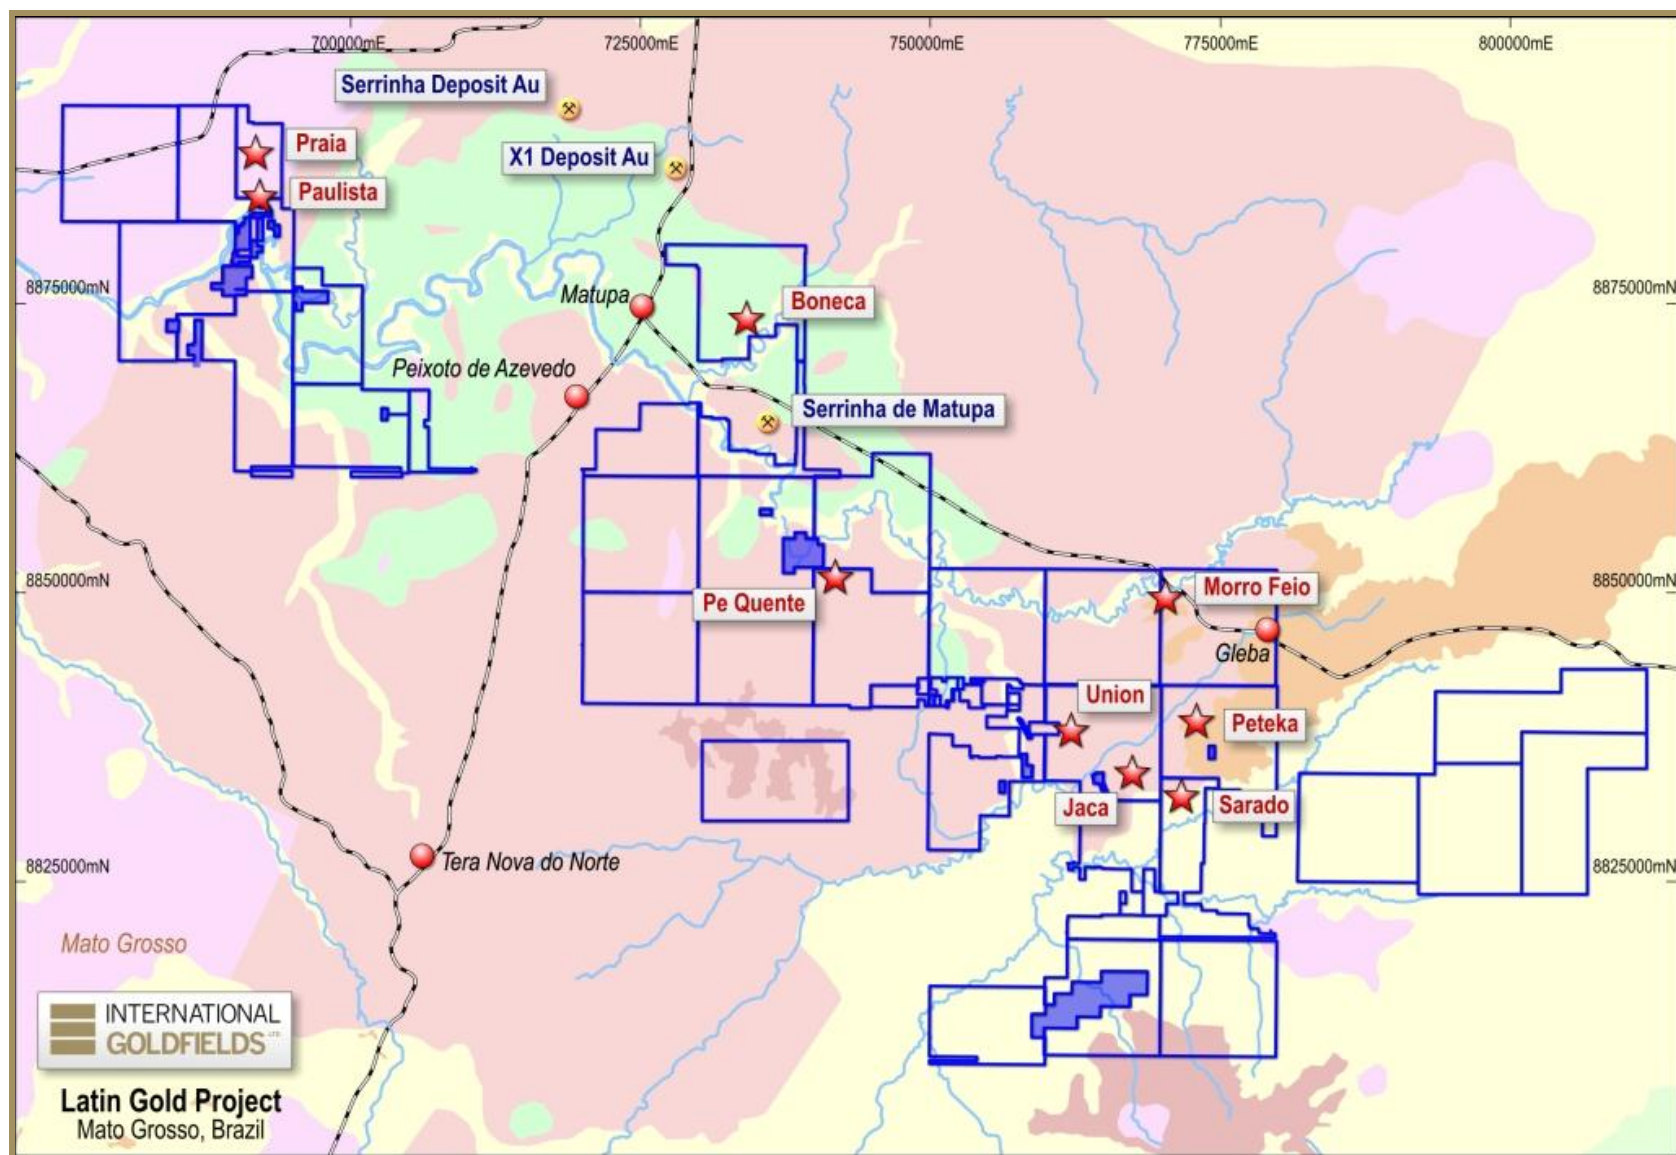 700000mE
725000mE
750000mE
775000mE
800000mE
Serrinha Deposit Au
Praia
X1 Deposit Au
Paulista
8875000mN
8875000mN
Matupa
Boneca
Peixoto de Azevedo
Serrinha de Matupa
8850000mN
8850000mN
Morro Feio
Pe Quente
Gleba
Union
Peteka
Jaca
Sarado
Tera Nova do Norte
8825000mN
8825000mN
Mato Grosso
INTERNATIONAL
GOLDFIELDS LTD
Latin Gold Project
Mato Grosso, Brazil